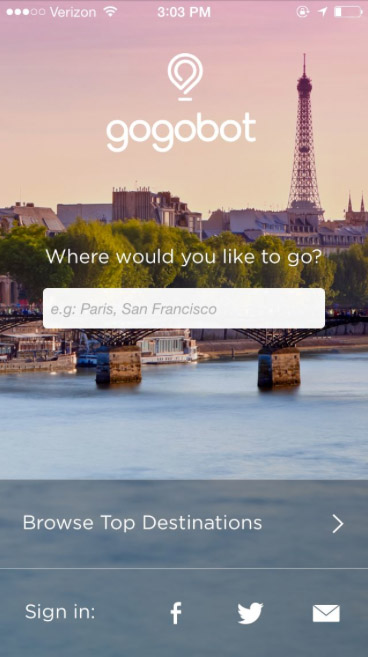 Verizon 3:03 PM
gogobot
Where would you like to go?
e.g: Paris, San Francisco
Browse Top Destinations
Sign in: